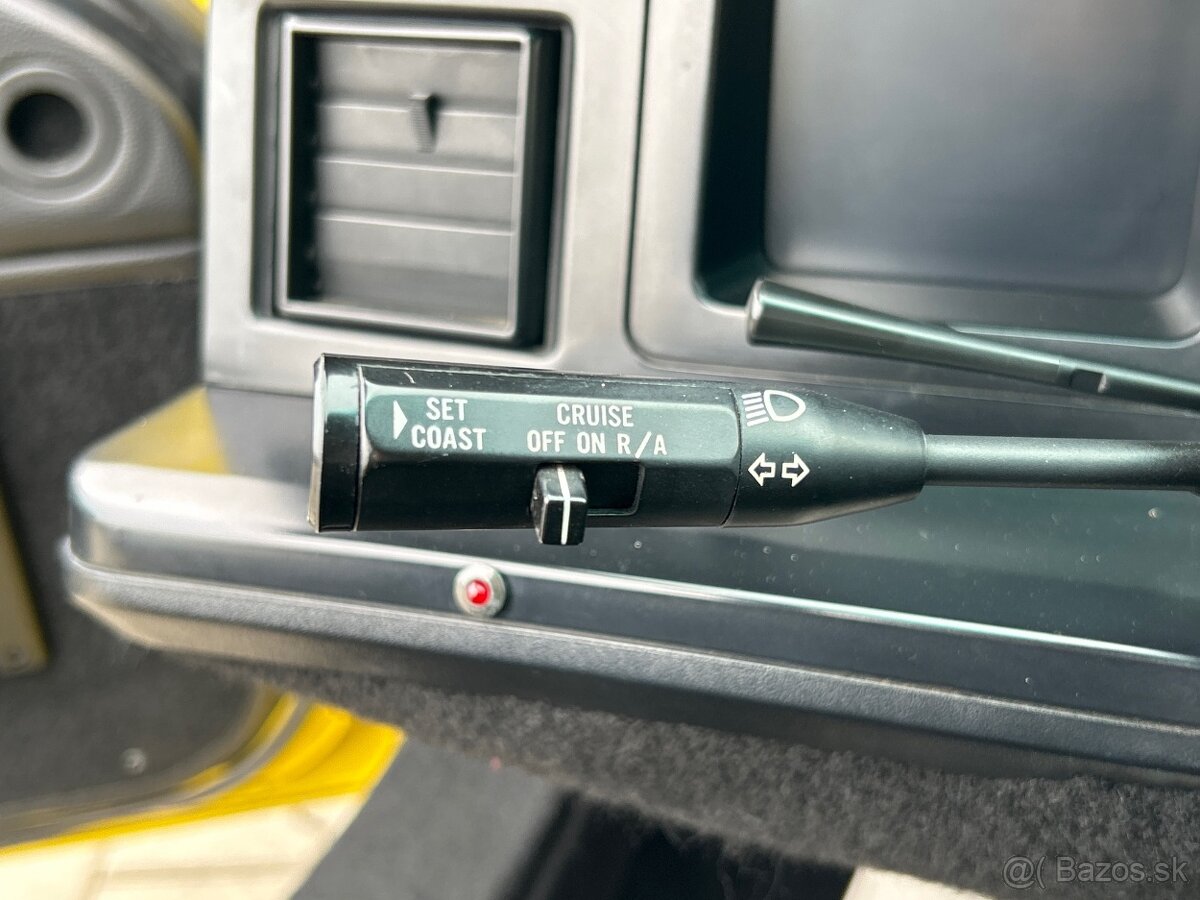 SET
COAST
CRUISE
OFF ON R/A
@( Bazos.sk